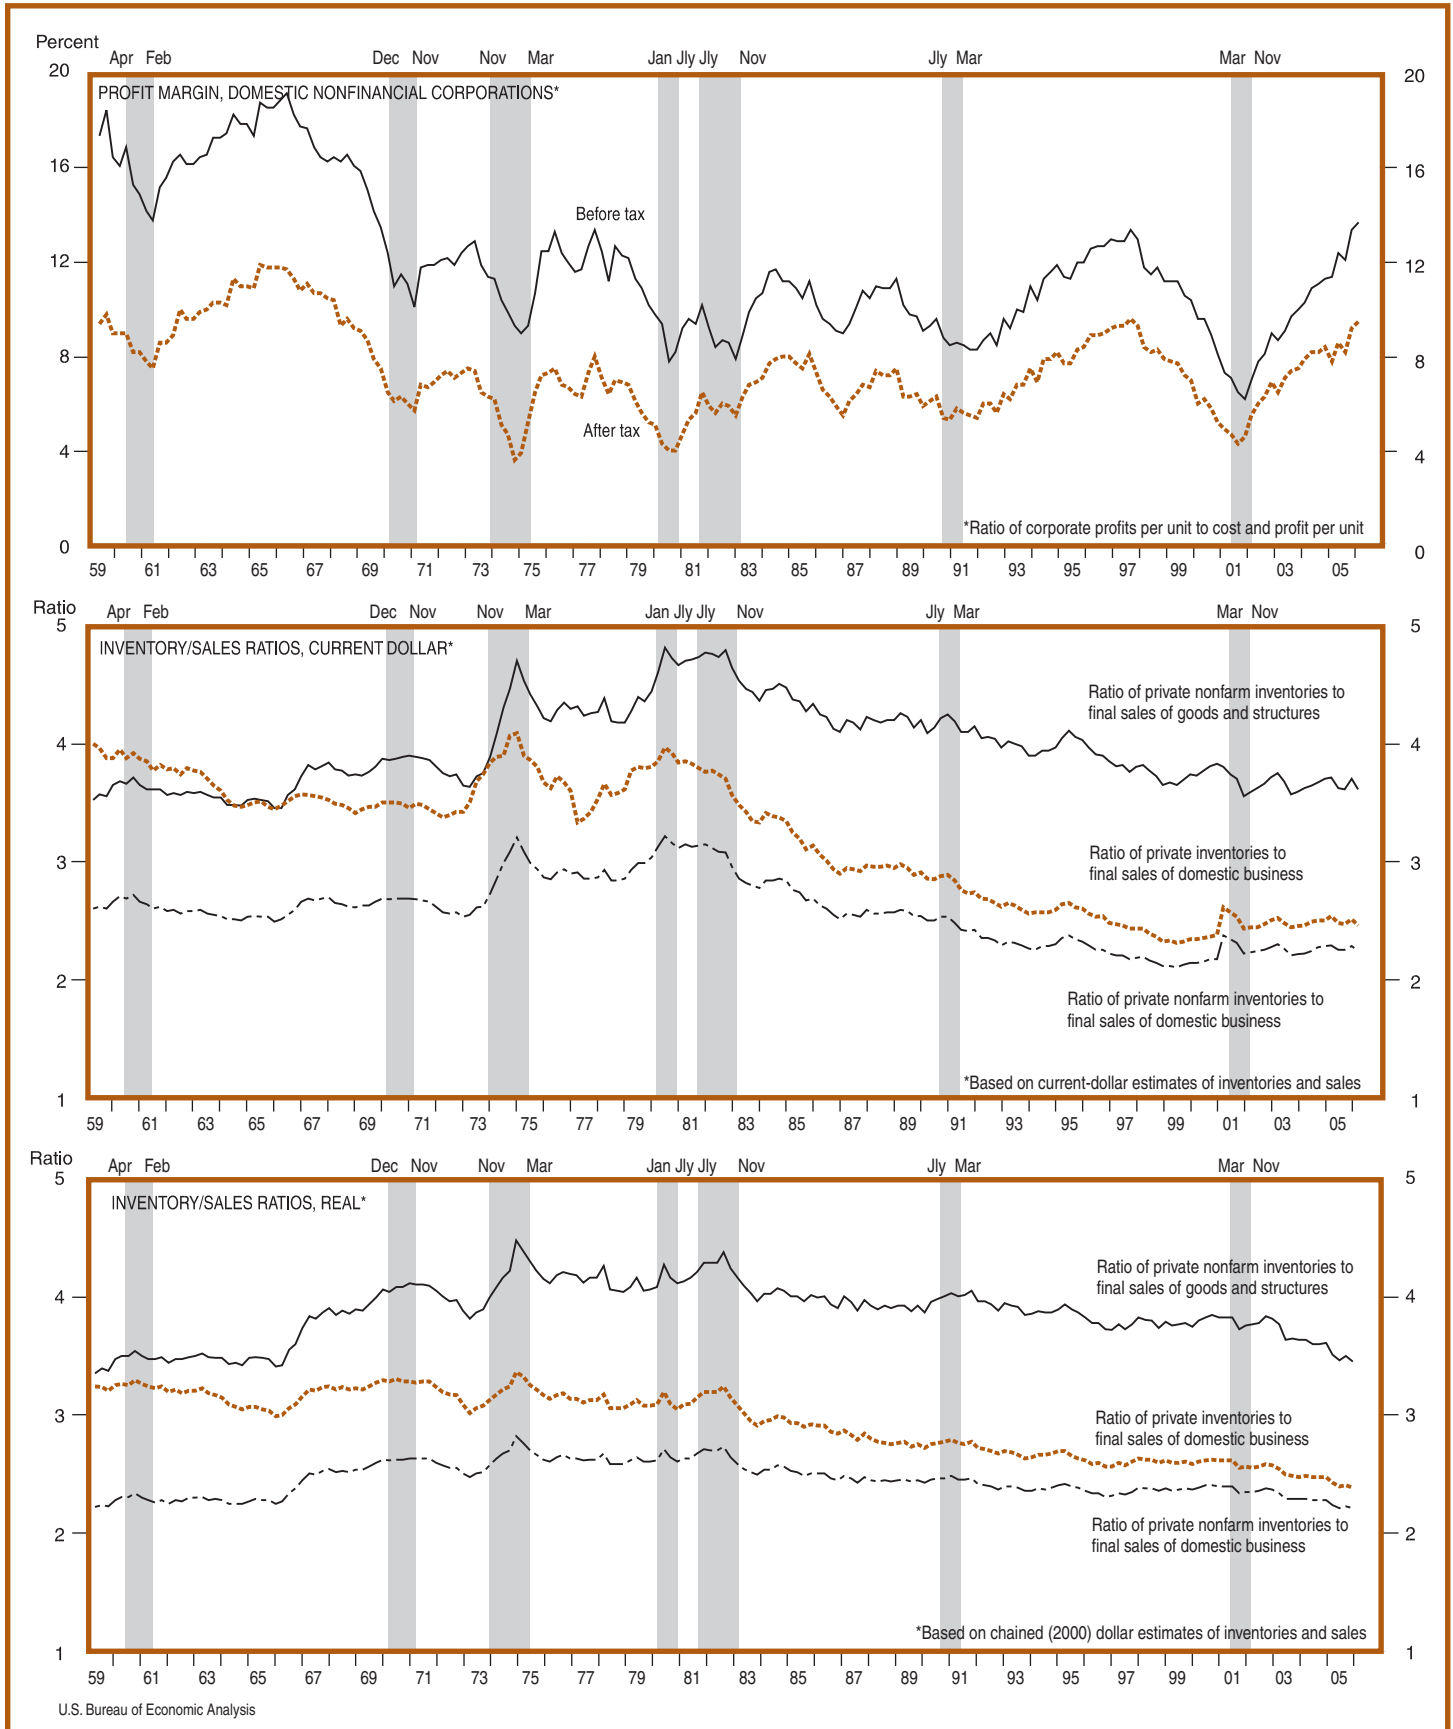 Percent
Apr Feb Dec Nov Nov Mar Jan Jly Jly Nov Jly Mar Mar Nov
20 20
PROFIT MARGIN, DOMESTIC NONFINANCIAL CORPORATIONS*
16 16
Before tax
12 12
8 8
After tax
4 4
*Ratio of corporate profits per unit to cost and profit per unit
0 0
59 61 63 65 67 69 71 73 75 77 79 81 83 85 87 89 91 93 95 97 99 01 03 05
Ratio
Apr Feb Dec Nov Nov Mar Jan Jly Jly Nov Jly Mar Mar Nov
5 5
INVENTORY/SALES RATIOS, CURRENT DOLLAR*
Ratio of private nonfarm inventories to
final sales of goods and structures
4 4
Ratio of private inventories to
final sales of domestic business
3 3
2 2
Ratio of private nonfarm inventories to
final sales of domestic business
*Based on current-dollar estimates of inventories and sales
1 1
59 61 63 65 67 69 71 73 75 77 79 81 83 85 87 89 91 93 95 97 99 01 03 05
Ratio
Apr Feb Dec Nov Nov Mar Jan Jly Jly Nov Jly Mar Mar Nov
5 5
INVENTORY/SALES RATIOS, REAL*
Ratio of private nonfarm inventories to
final sales of goods and structures
4 4
Ratio of private inventories to
final sales of domestic business
3 3
Ratio of private nonfarm inventories to
final sales of domestic business
2 2
*Based on chained (2000) dollar estimates of inventories and sales
1 1
59 61 63 65 67 69 71 73 75 77 79 81 83 85 87 89 91 93 95 97 99 01 03 05
U.S. Bureau of Economic Analysis